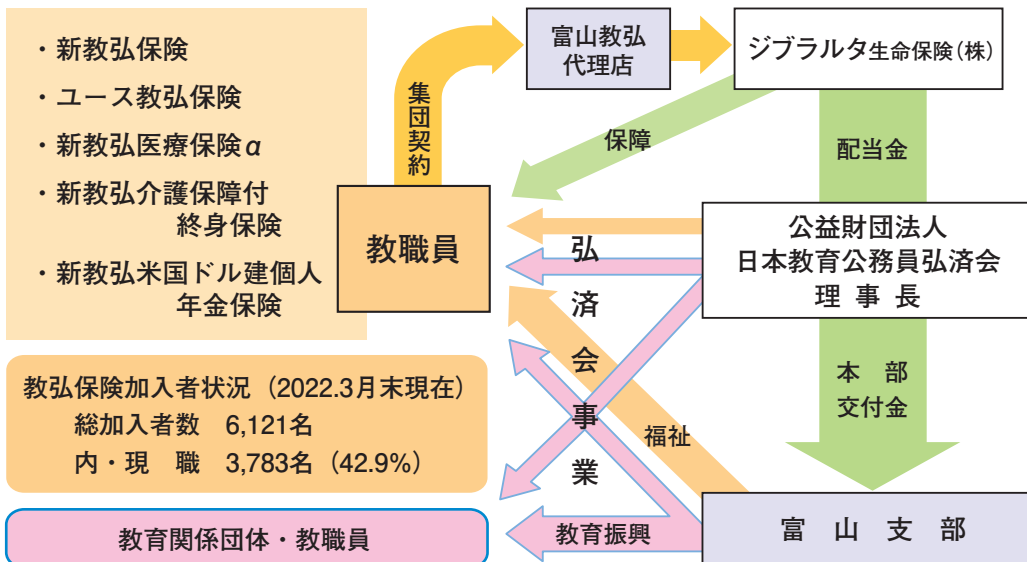 ・新教弘保険
・ユース教弘保険
・新教弘医療保険α
・新教弘介護保障付
終身保険
・新教弘米国ドル建個人
年金保険
集団契約
富山教弘
代理店
ジブラルタ生命保険(株)
保障
配当金
教職員
公益財団法人
日本教育公務員弘済会
理事長
弘済会事業
本部
交付金
福祉
教弘保険加入者状況(2022.3月末現在)
総加入者数 6,121名
内・現 職 3,783名(42.9%)
教育関係団体・教職員
教育振興
富山支部